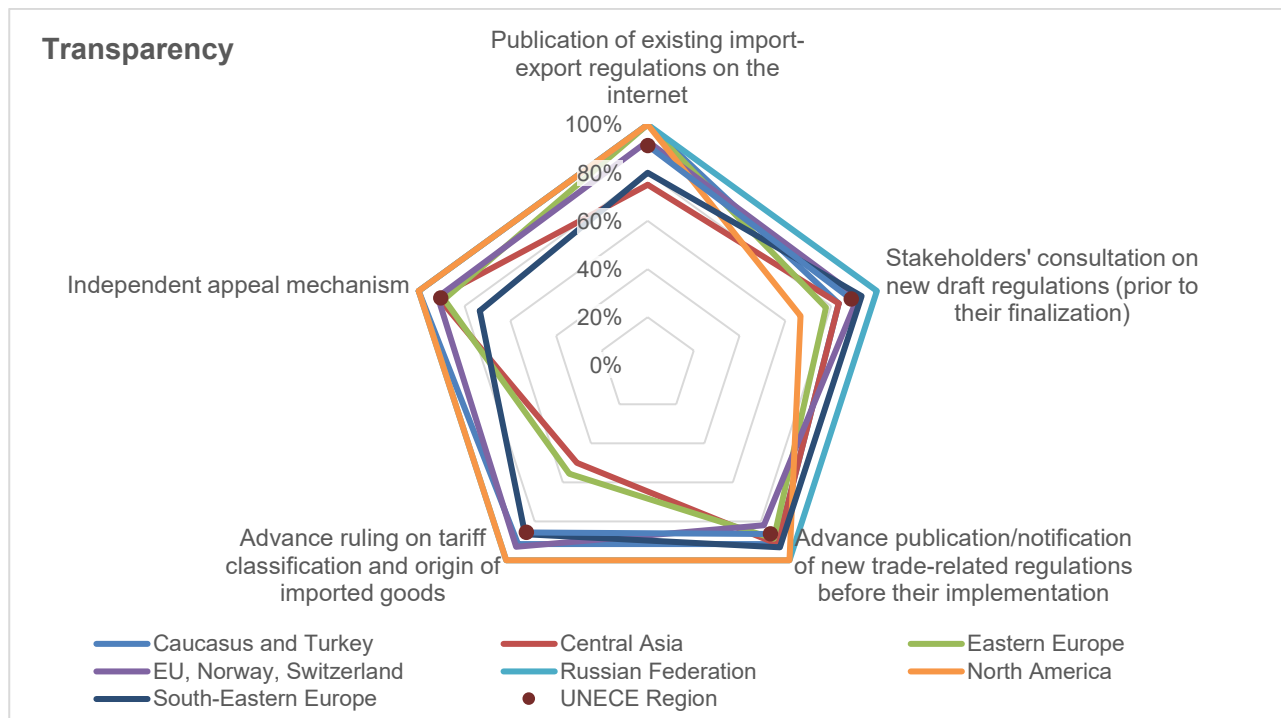 Transparency
Publication of existing import-
export regulations on the
internet
100%
80%
60%
40%
20%
0%
Independent appeal mechanism
Stakeholders' consultation on
new draft regulations (prior to
their finalization)
Advance ruling on tariff
classification and origin of
imported goods
Advance publication/notification
of new trade-related regulations
before their implementation
Caucasus and Turkey
Central Asia
Eastern Europe
EU, Norway, Switzerland
Russian Federation
North America
South-Eastern Europe
UNECE Region